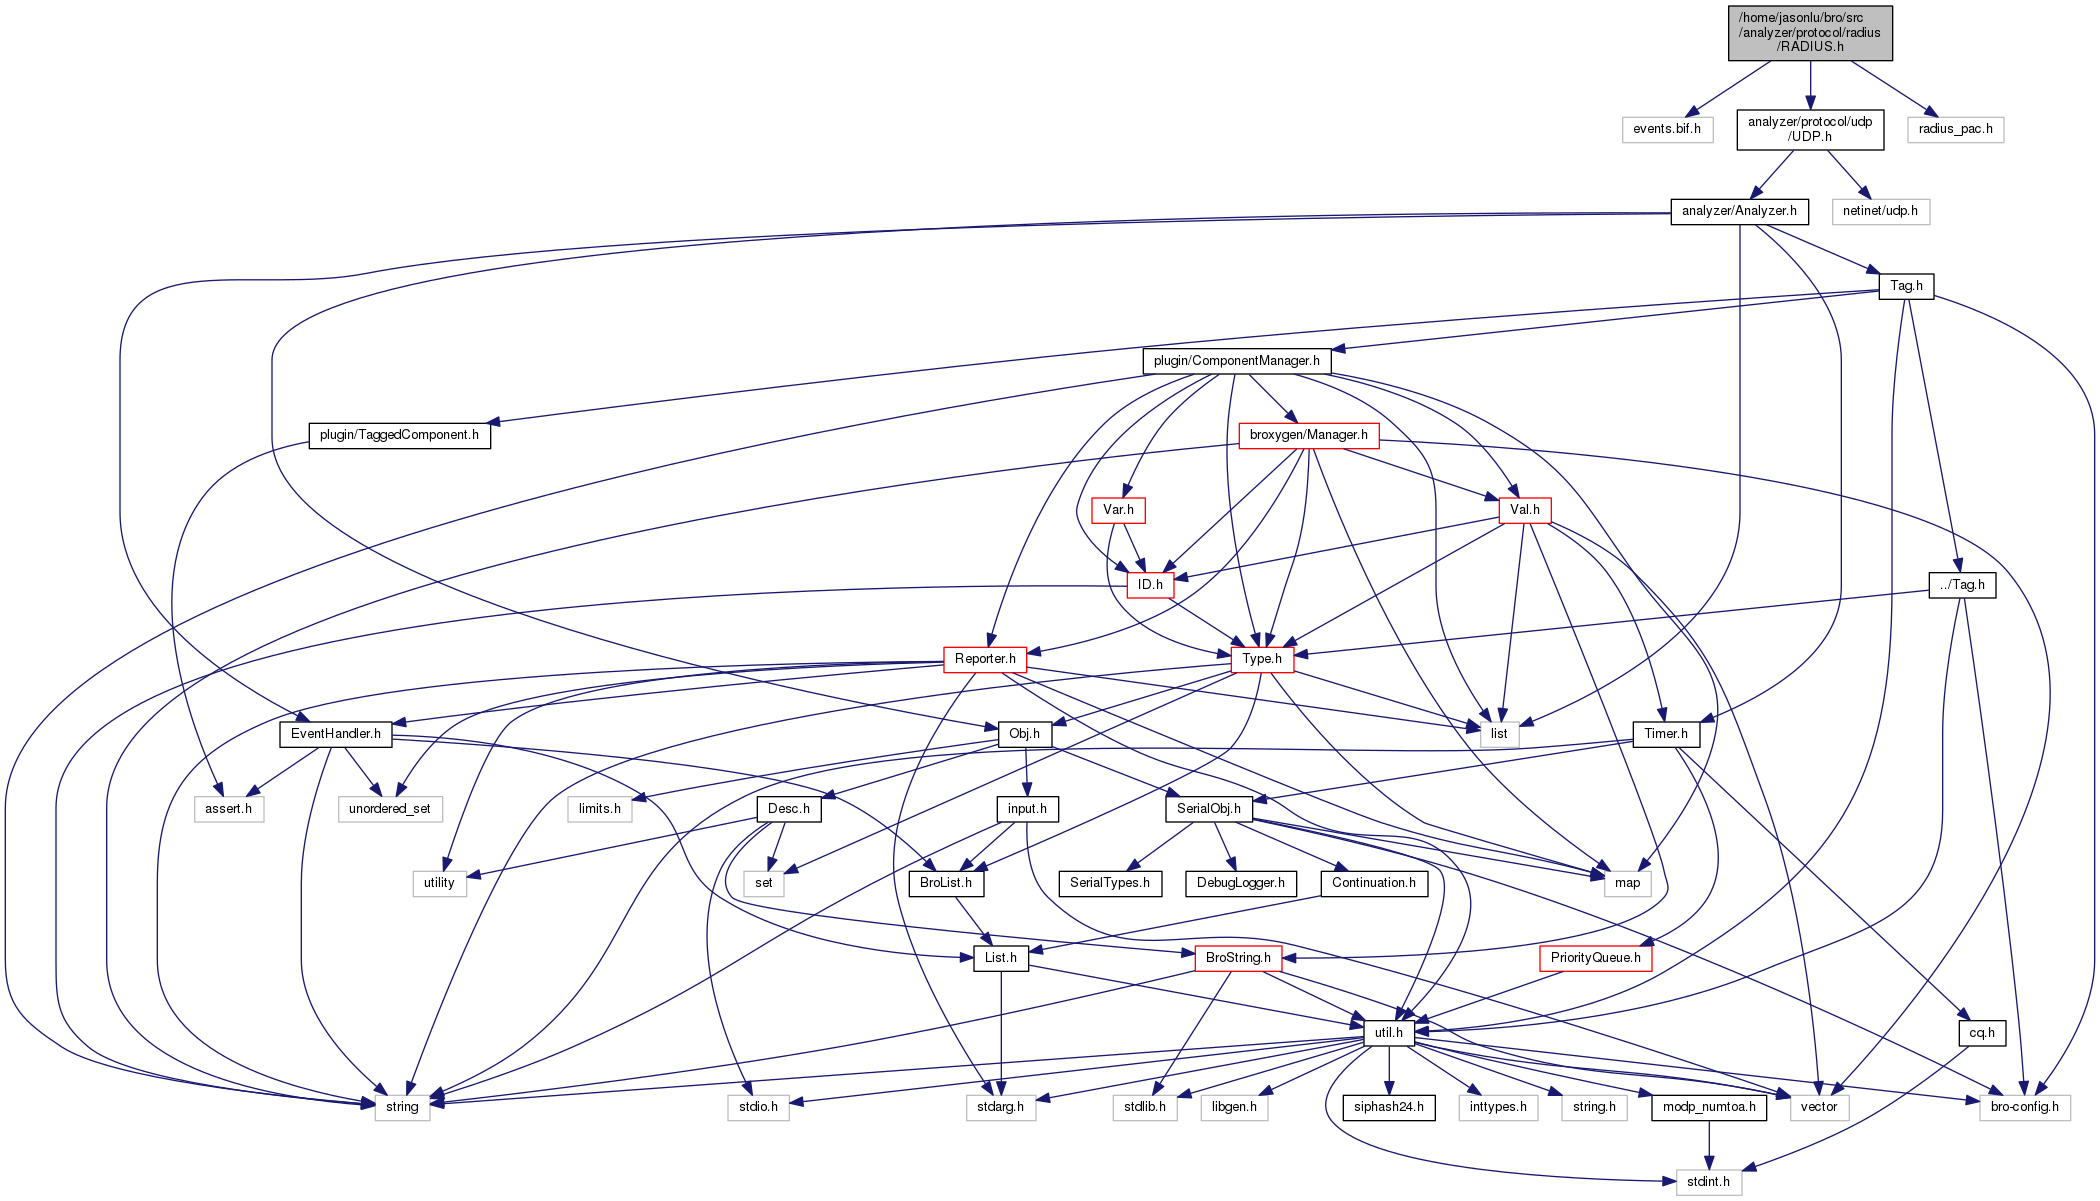 /home/jasonlu/bro/src
/analyzer/protocol/radius
/RADIUS.h
events.bif.h
analyzer/protocol/udp
/UDP.h
radius_pac.h
analyzer/Analyzer.h
netinet/udp.h
Tag.h
plugin/ComponentManager.h
plugin/TaggedComponent.h
broxygen/Manager.h
Var.h
Val.h
ID.h
../Tag.h
Reporter.h
Type.h
EventHandler.h
Obj.h
list
Timer.h
assert.h
unordered_set
limits.h
Desc.h
input.h
SerialObj.h
utility
set
BroList.h
SerialTypes.h
DebugLogger.h
Continuation.h
map
List.h
BroString.h
PriorityQueue.h
util.h
cq.h
string
stdio.h
stdarg.h
stdlib.h
libgen.h
siphash24.h
inttypes.h
string.h
modp_numtoa.h
vector
bro-config.h
stdint.h